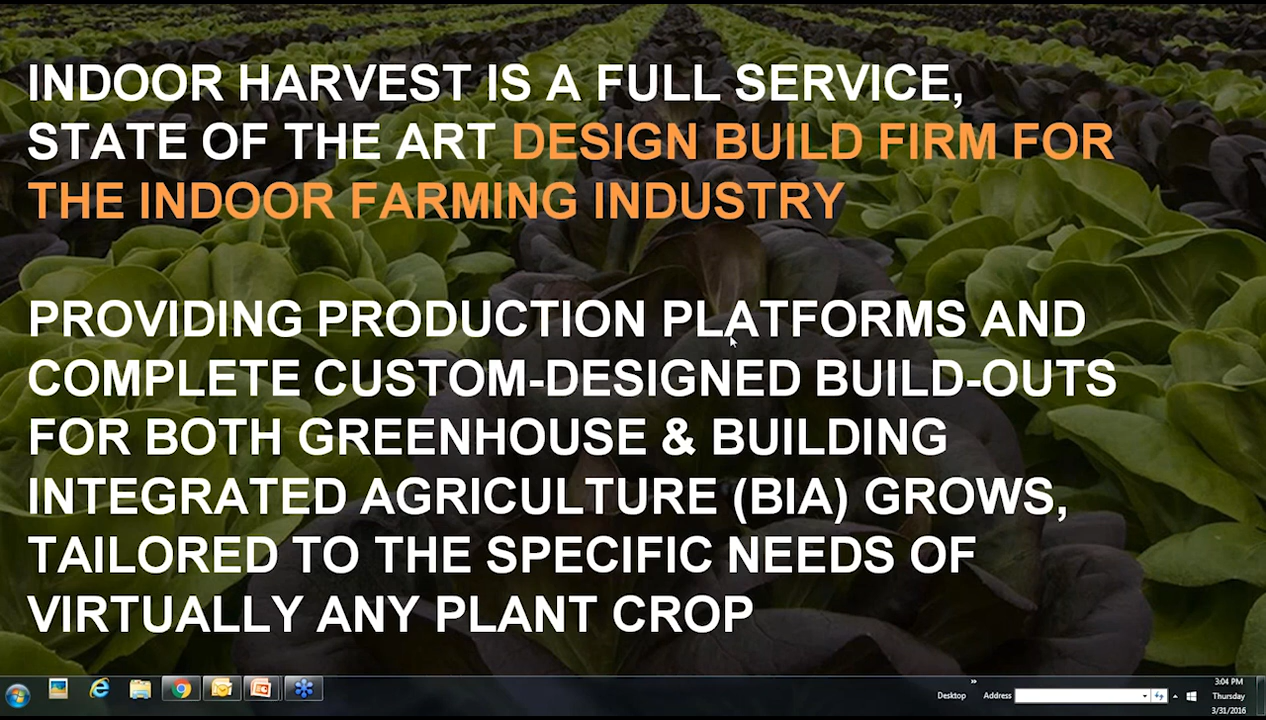 INDOOR HARVEST IS A FULL SERVICE,
STATE OF THE ART DESIGN BUILD FIRM FOR
THE INDOOR FARMING INDUSTRY
PROVIDING PRODUCTION PLATFORMS AND
COMPLETE CUSTOM-DESIGNED BUILD-OUTS
FOR BOTH GREENHOUSE & BUILDING
INTEGRATED AGRICULTURE (BIA) GROWS,
TAILORED TO THE SPECIFIC NEEDS OF
VIRTUALLY ANY PLANT CROP
Desktop
Address
3:04 PM
Thursday
3/31/2016